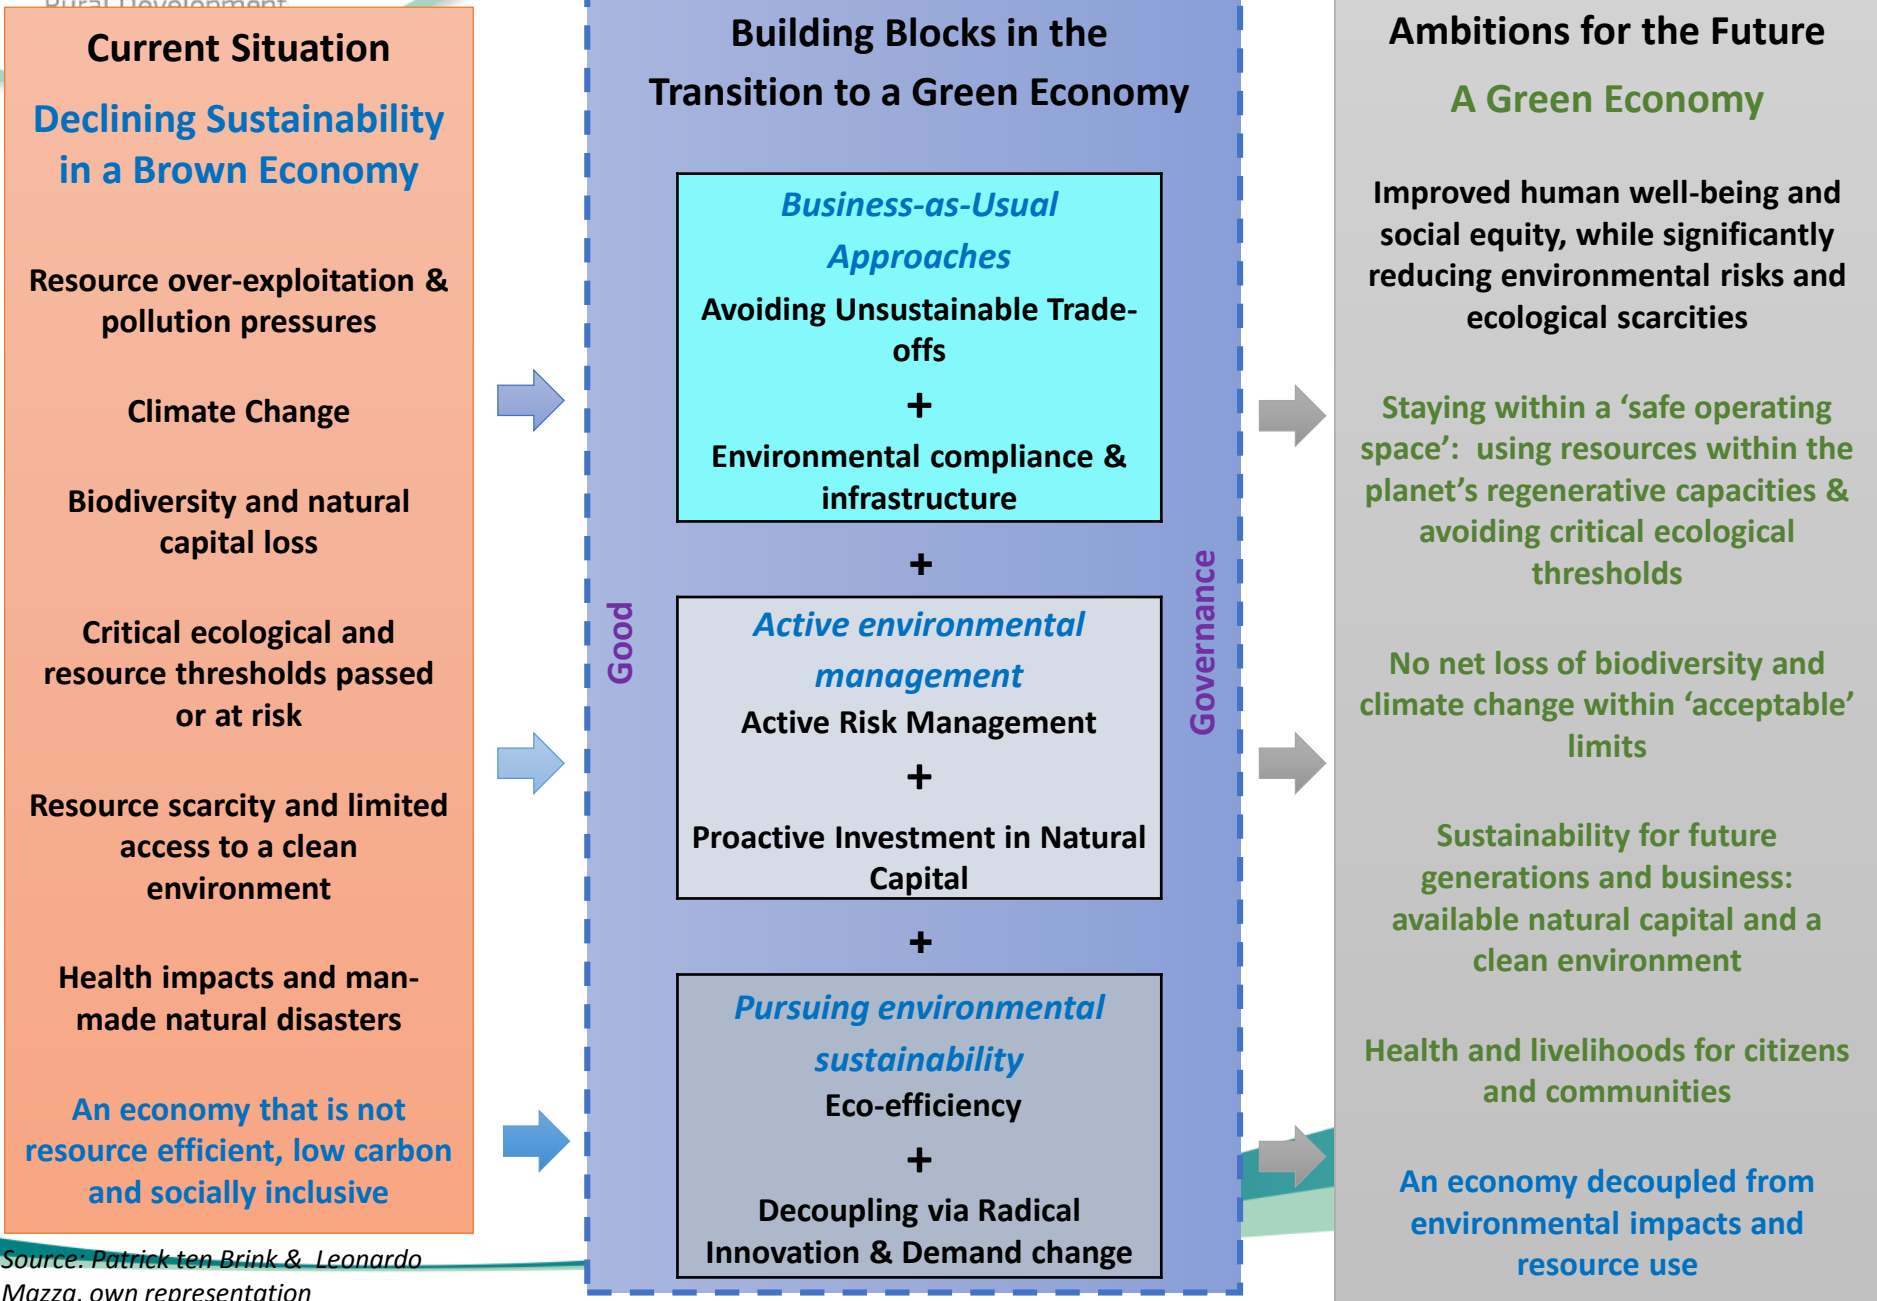 Rural Development
Current Situation
Declining Sustainability
in a Brown Economy
Resource over-exploitation &
pollution pressures
Climate Change
Biodiversity and natural
capital loss
Critical ecological and
resource thresholds passed
or at risk
Resource scarcity and limited
access to a clean
environment
Health impacts and man-
made natural disasters
An economy that is not
resource efficient, low carbon
and socially inclusive
Source: Patrick ten Brink & Leonardo
Mazza, own representation
Building Blocks in the
Transition to a Green Economy
Good
Business-as-Usual
Approaches
Avoiding Unsustainable Trade-
offs
+
Environmental compliance &
infrastructure
+
Active environmental
management
Active Risk Management
+
Proactive Investment in Natural
Capital
+
Pursuing environmental
sustainability
Eco-efficiency
+
Decoupling via Radical
Innovation & Demand change
Governance
Ambitions for the Future
A Green Economy
Improved human well-being and
social equity, while significantly
reducing environmental risks and
ecological scarcities
Staying within a ‘safe operating
space’:  using resources within the
planet’s regenerative capacities &
avoiding critical ecological
thresholds
No net loss of biodiversity and
climate change within ‘acceptable’
limits
Sustainability for future
generations and business:
available natural capital and a
clean environment
Health and livelihoods for citizens
and communities
An economy decoupled from
environmental impacts and
resource use